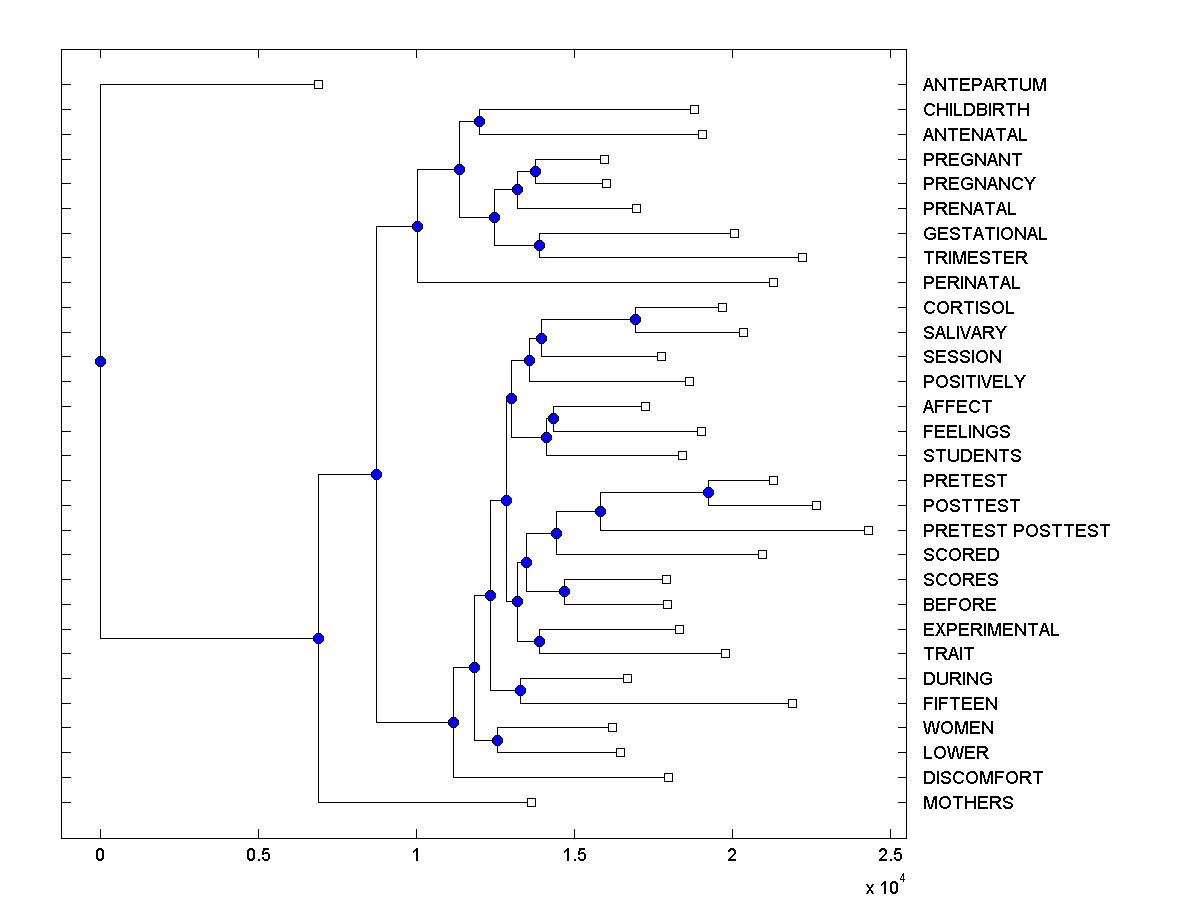 ANTEPARTUM
CHILDBIRTH
ANTENATAL
PREGNANT
PREGNANCY
PRENATAL
GESTATIONAL
TRIMESTER
PERINATAL
CORTISOL
SALIVARY
SESSION
POSITIVELY
AFFECT
FEELINGS
STUDENTS
PRETEST
POSTTEST
PRETEST POSTTEST
SCORED
SCORES
BEFORE
EXPERIMENTAL
TRAIT
DURING
FIFTEEN
WOMEN
LOWER
DISCOMFORT
MOTHERS
0 0.5 1 1.5 2 2.5
x 10^4